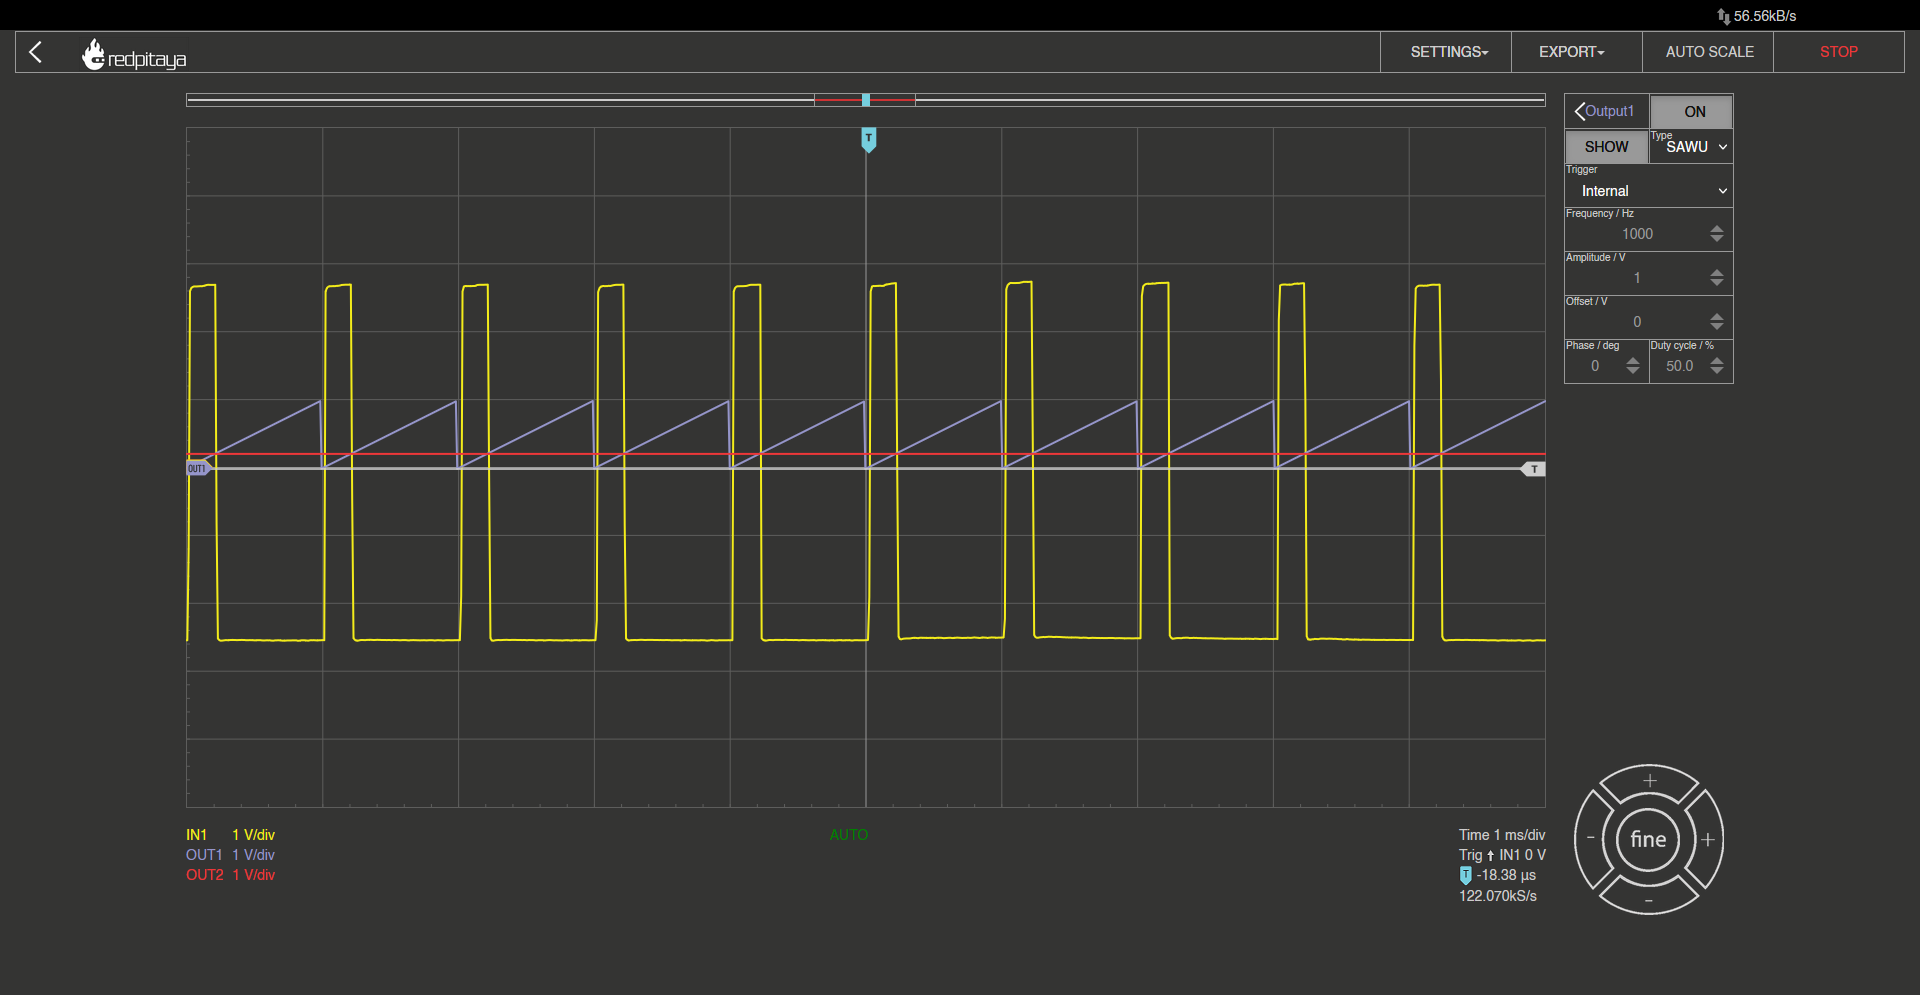 56.56kB/s
redpitaya
SETTINGS
EXPORT
AUTO SCALE
STOP
T
Output1
ON
SHOW
Type
SAWU
Trigger
Internal
Frequency / Hz
1000
Amplitude / V
1
Offset / V
0
Phase / deg
0
Duty cycle / %
50.0
OUT1
T
IN1 1 V/div
OUT1 1 V/div
OUT2 1 V/div
AUTO
Time 1 ms/div
Trig IN1 0 V
T -18.38 µs
122.070kS/s
+
- fine +
-